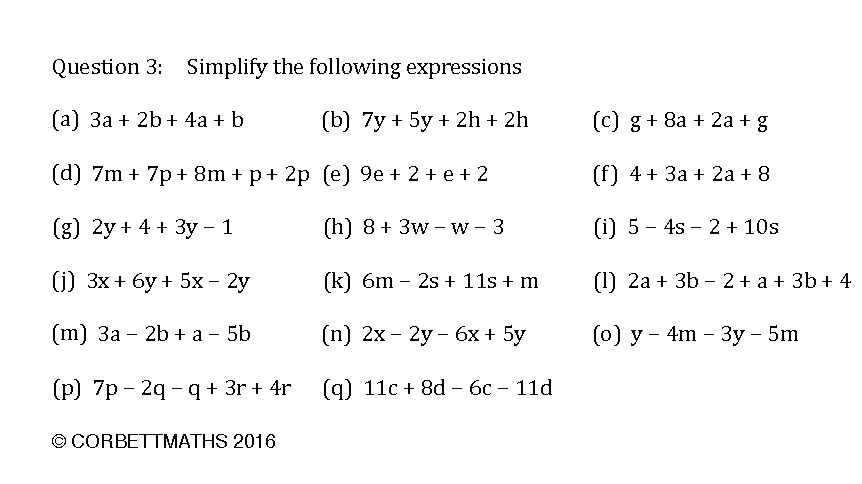 Question 3: Simplify the following expressions
(a) 3a + 2b + 4a + b (b) 7y + 5y + 2h + 2h (c) g + 8a + 2a + g
(d) 7m + 7p + 8m + p + 2p (e) 9e + 2 + e + 2 (f) 4 + 3a + 2a + 8
(g) 2y + 4 + 3y − 1 (h) 8 + 3w − w − 3 (i) 5 − 4s − 2 + 10s
(j) 3x + 6y + 5x − 2y (k) 6m − 2s + 11s + m (l) 2a + 3b − 2 + a + 3b + 4
(m) 3a − 2b + a − 5b (n) 2x − 2y − 6x + 5y (o) y − 4m − 3y − 5m
(p) 7p − 2q − q + 3r + 4r (q) 11c + 8d − 6c − 11d
© CORBETTMATHS 2016